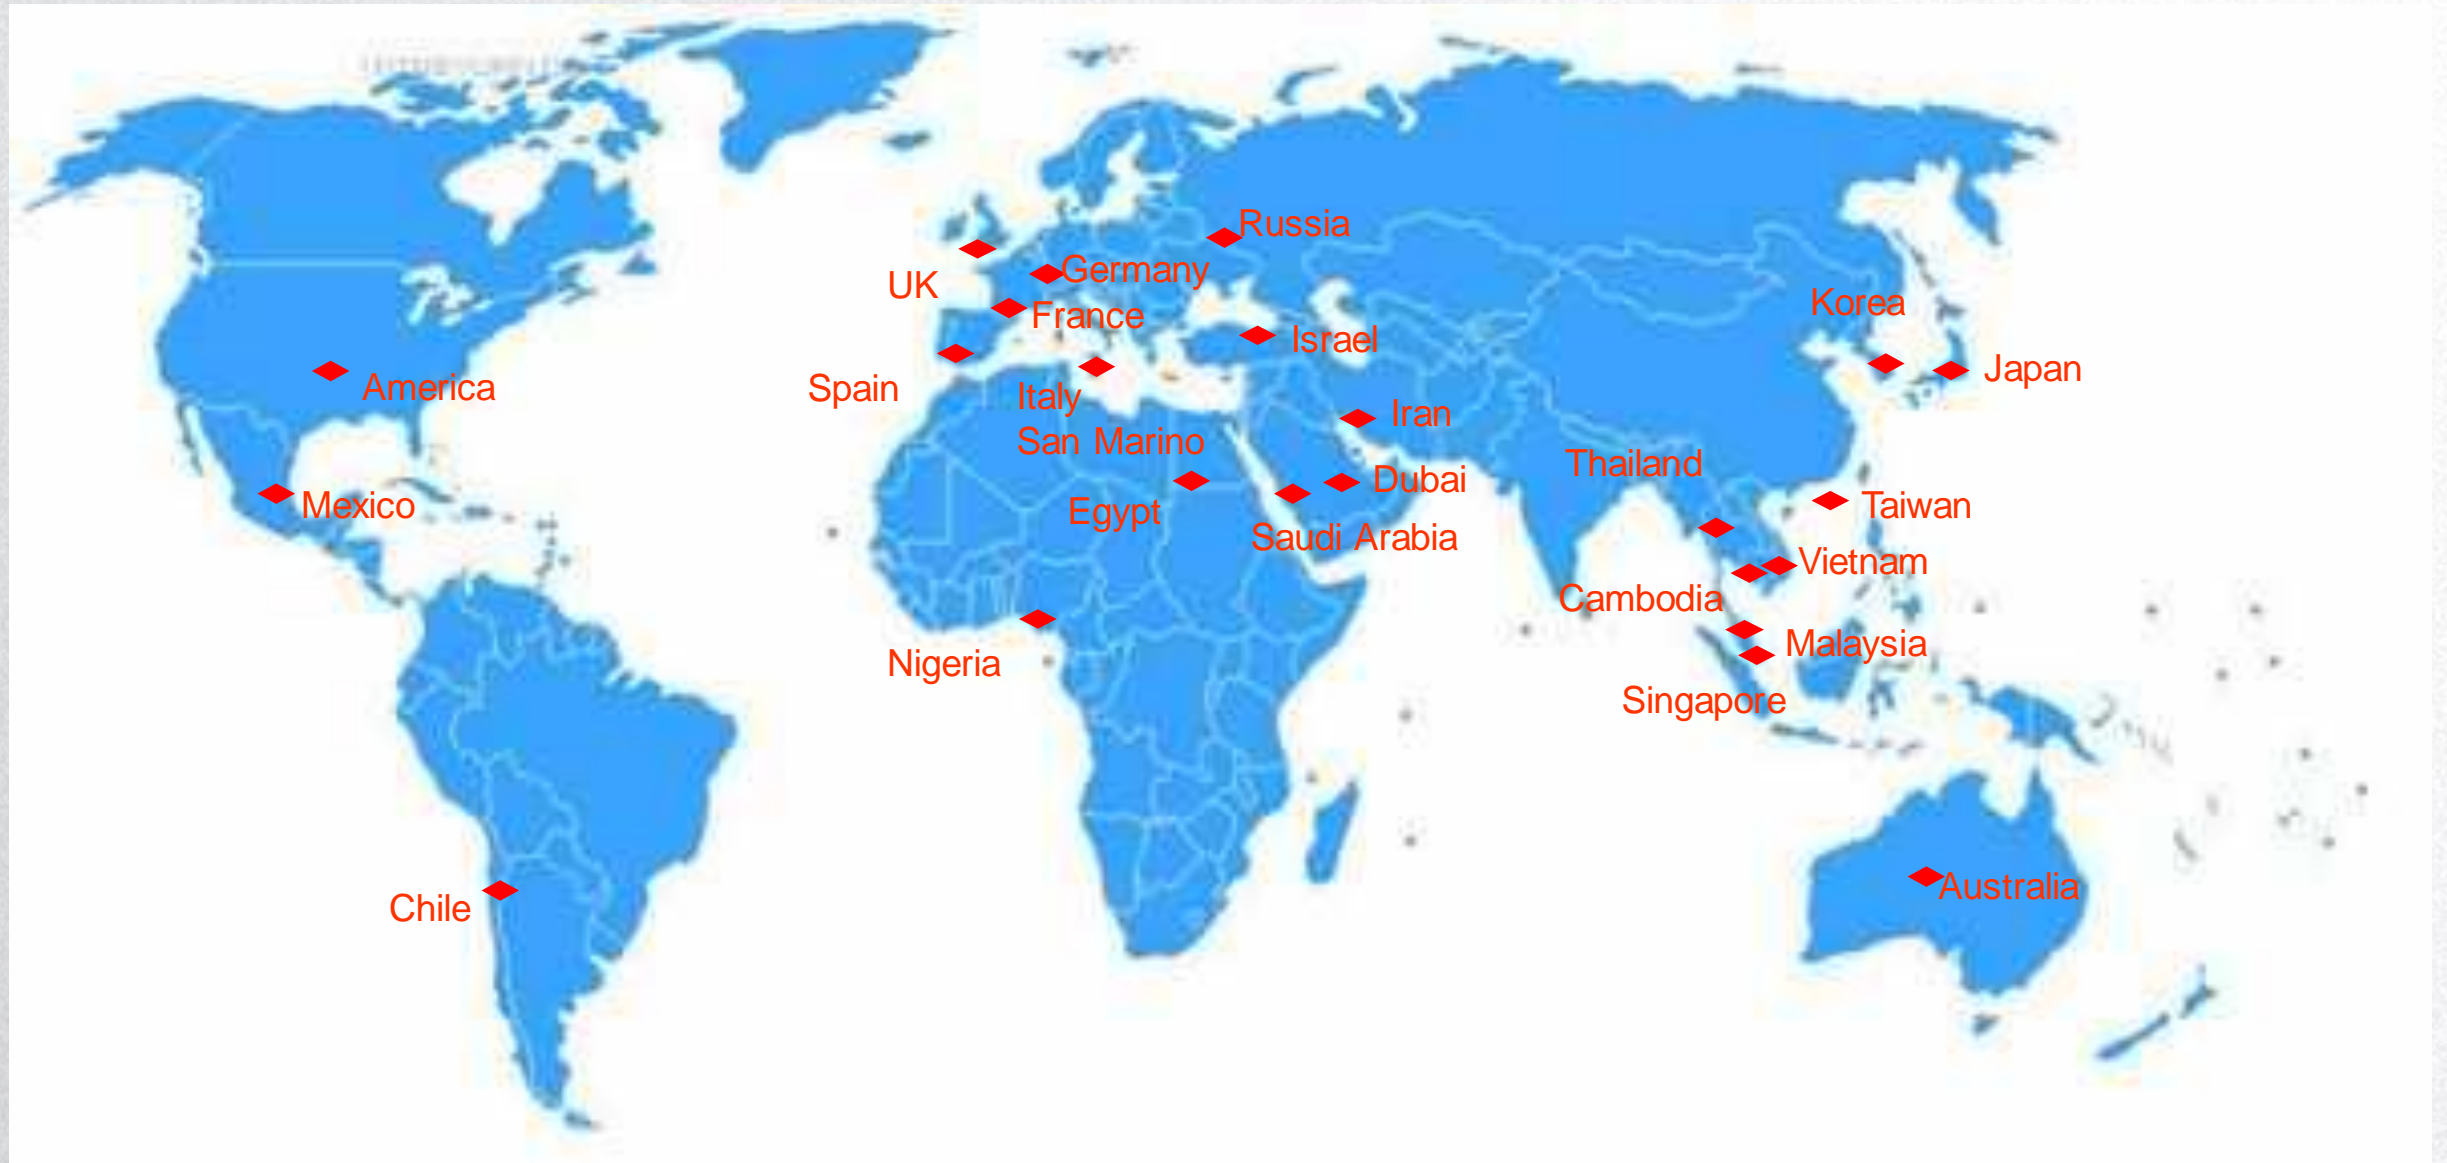 Russia
UK
Germany
Korea
France
Israel
Japan
America
Spain
Italy
Iran
San Marino
Thailand
Dubai
Mexico
Taiwan
Egypt
Saudi Arabia
Vietnam
Cambodia
Malaysia
Nigeria
Singapore
Australia
Chile